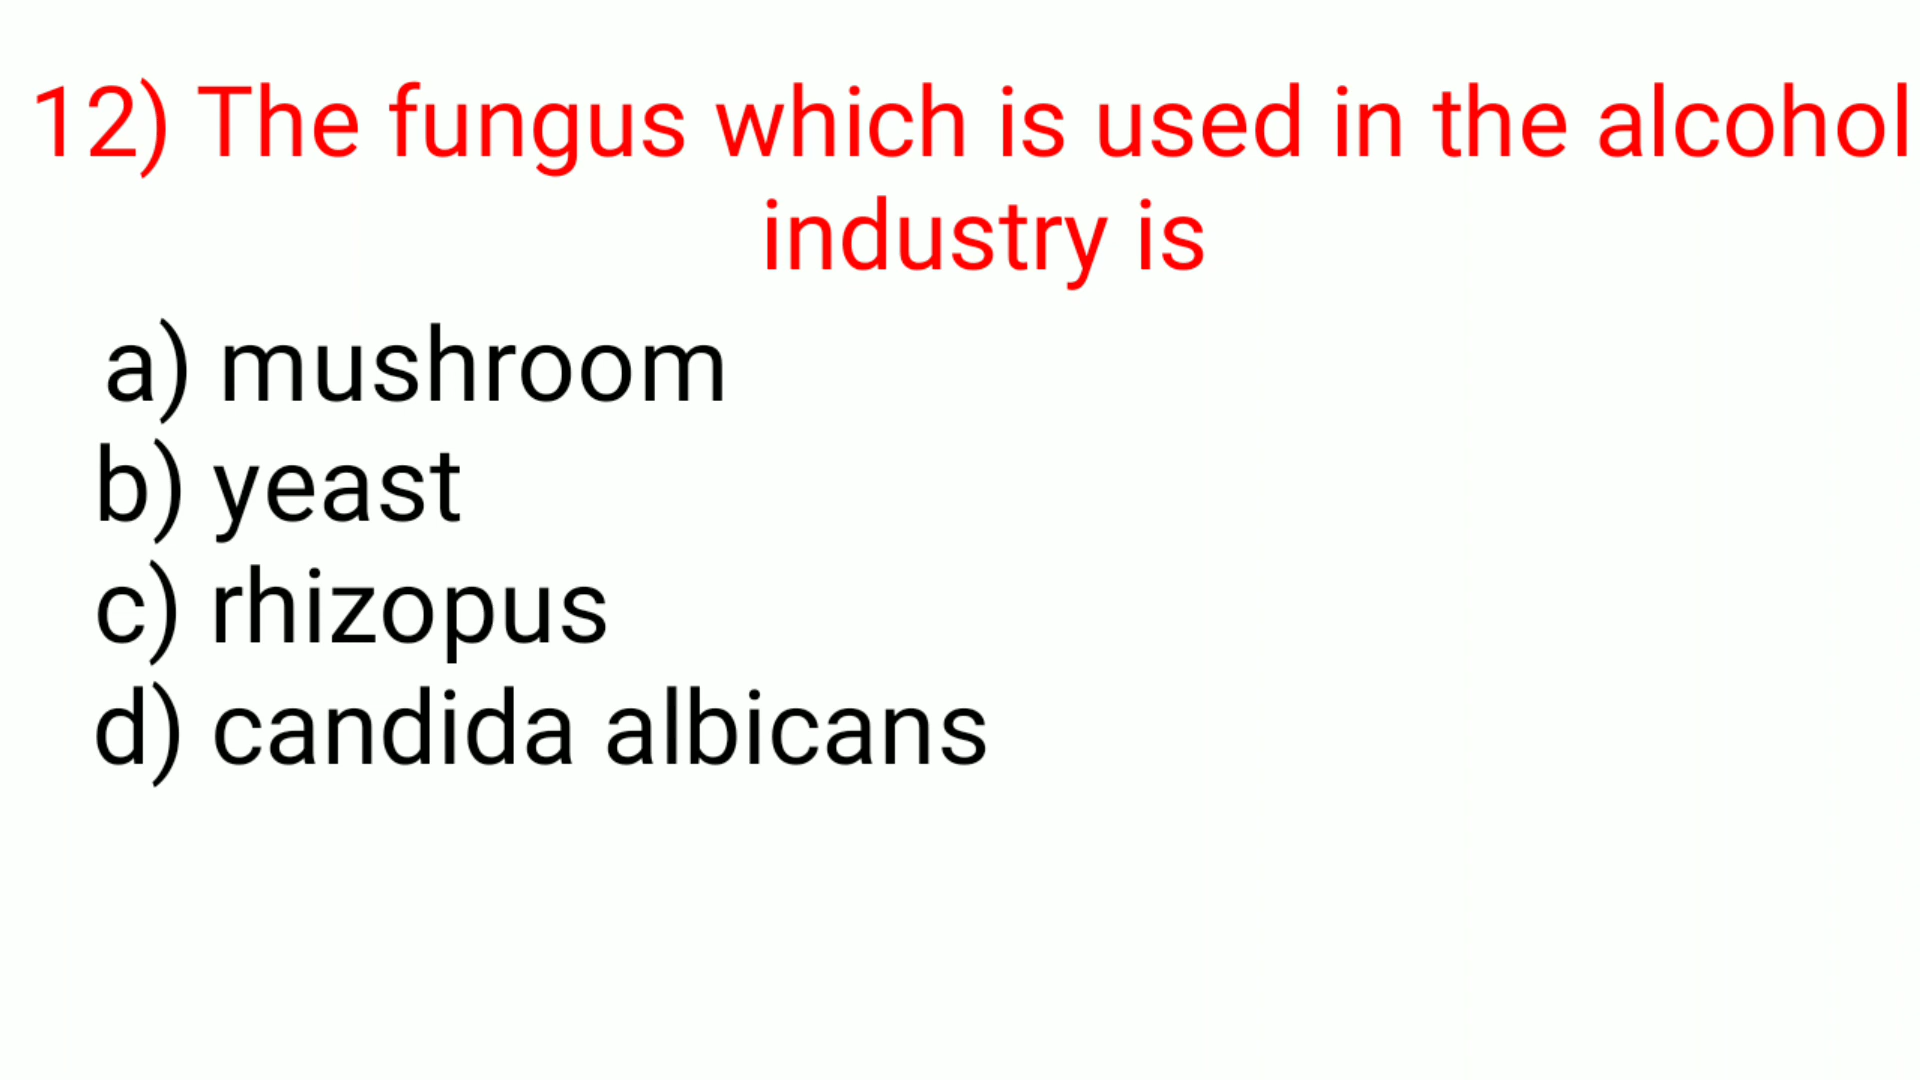 12) The fungus which is used in the alcohol
industry is
a) mushroom
b) yeast
c) rhizopus
d) candida albicans